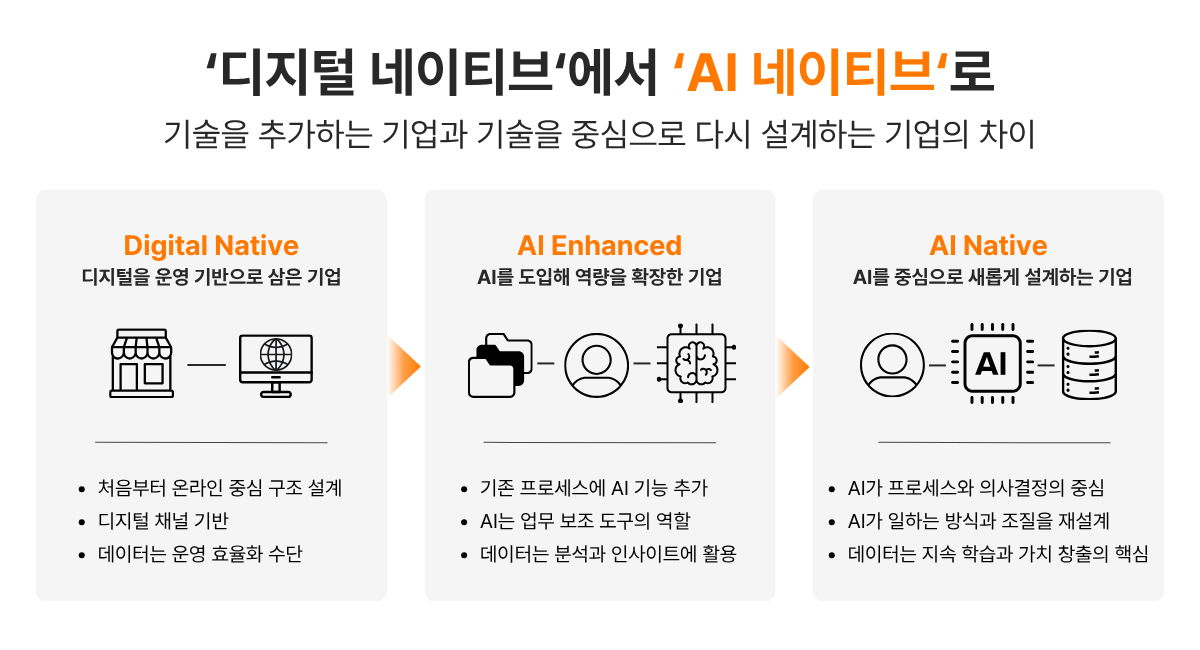 ‘디지털 네이티브‘에서 ‘AI 네이티브‘로
기술을 추가하는 기업과 기술을 중심으로 다시 설계하는 기업의 차이
Digital Native
디지털을 운영 기반으로 삼은 기업
• 처음부터 온라인 중심 구조 설계
• 디지털 채널 기반
• 데이터는 운영 효율화 수단
AI Enhanced
AI를 도입해 역량을 확장한 기업
• 기존 프로세스에 AI 기능 추가
• AI는 업무 보조 도구의 역할
• 데이터는 분석과 인사이트에 활용
AI Native
AI를 중심으로 새롭게 설계하는 기업
AI
• AI가 프로세스와 의사결정의 중심
• AI가 일하는 방식과 조질을 재설계
• 데이터는 지속 학습과 가치 창출의 핵심